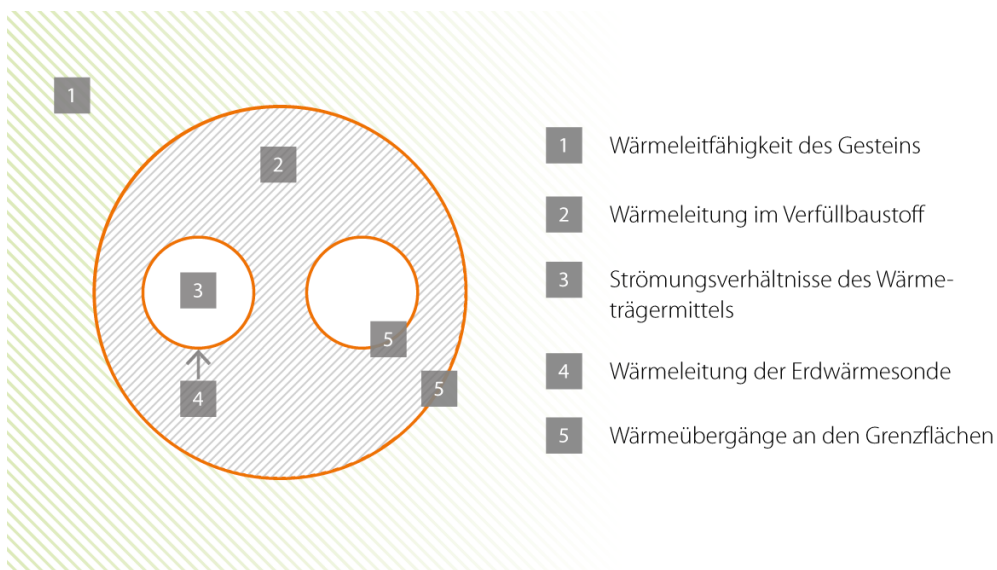 1
2
3
4
5
5
1 Wärmeleitfähigkeit des Gesteins
2 Wärmeleitung im Verfüllbaustoff
3 Strömungsverhältnisse des Wärme-
trägermittels
4 Wärmeleitung der Erdwärmesonde
5 Wärmeübergänge an den Grenzflächen